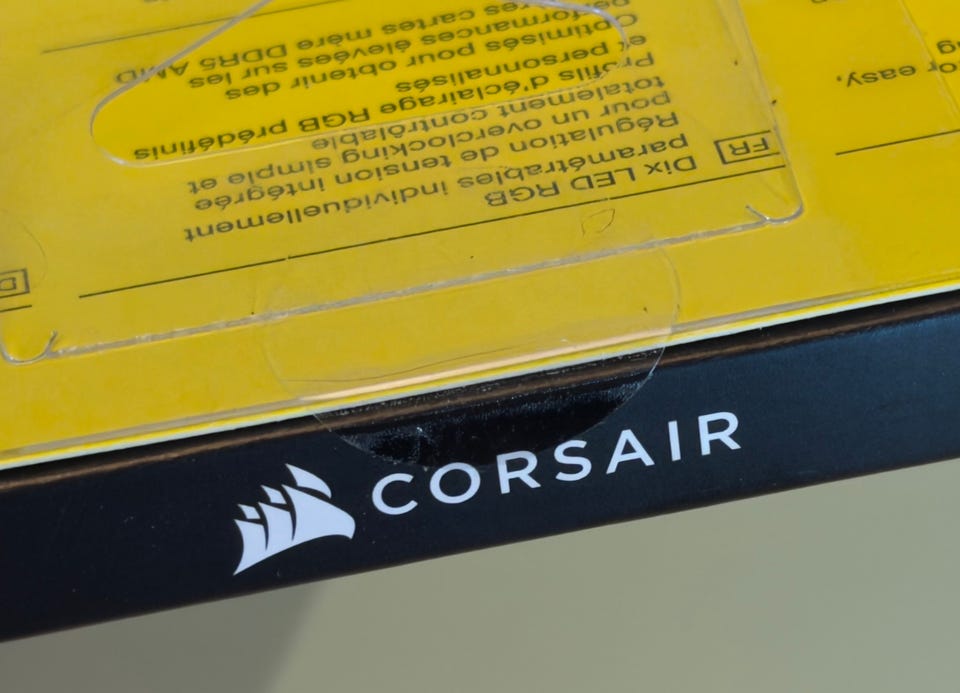 FR
Dix LED RGB
paramétrables individuellement
Régulation de tension intégrée
pour un overclocking simple et
totalement contrôlable
Profils d'éclairage RGB prédéfinis
et personnalisés
Optimisés pour obtenir des
performances élevées sur les
cartes mère DDR5 AMD
for easy,
CORSAIR